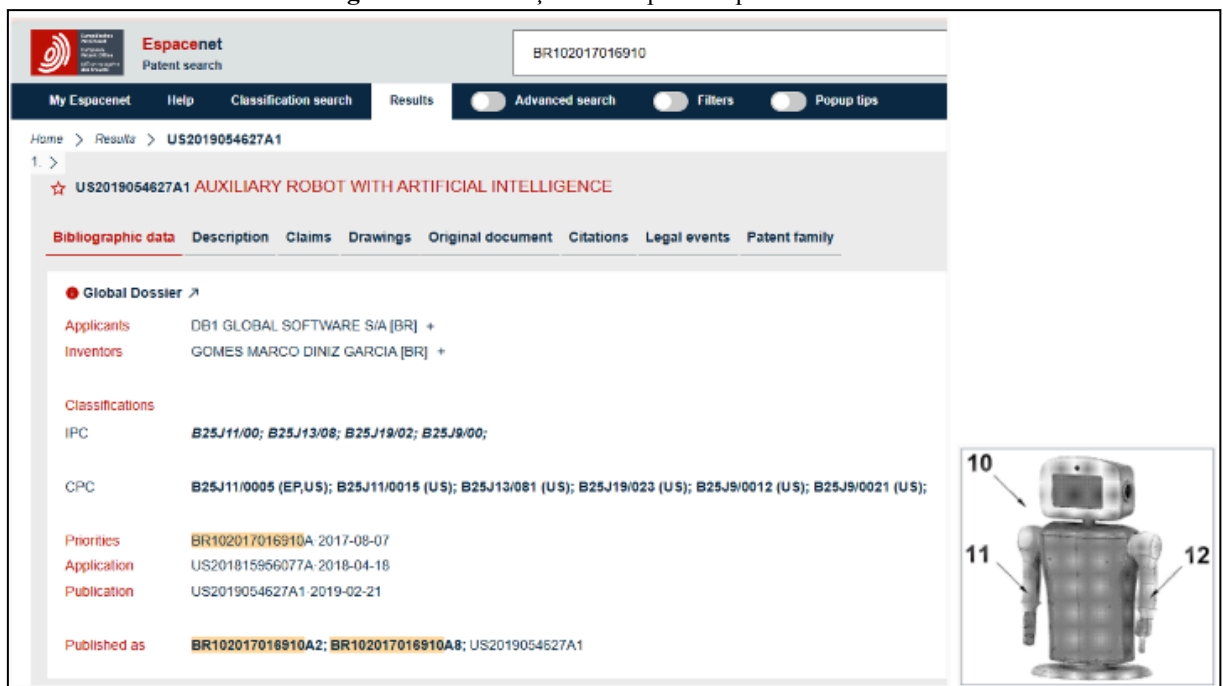 Espacenet
Patent search
BR102017016910
My Espacenet Help Classification search Results Advanced search Filters Popup tips
Home > Results > US2019054627A1
1. >
☆ US2019054627A1 AUXILIARY ROBOT WITH ARTIFICIAL INTELLIGENCE
Bibliographic data Description Claims Drawings Original document Citations Legal events Patent family
Global Dossier ↗
Applicants DB1 GLOBAL SOFTWARE S/A [BR] +
Inventors GOMES MARCO DINIZ GARCIA [BR] +
Classifications
IPC B25J11/00; B25J13/08; B25J19/02; B25J9/00;
CPC B25J11/0005 (EP,US); B25J11/0015 (US); B25J13/081 (US); B25J19/023 (US); B25J9/0012 (US); B25J9/0021 (US);
Priorities BR102017016910A·2017-08-07
Application US201815956077A·2018-04-18
Publication US2019054627A1·2019-02-21
Published as BR102017016910A2; BR102017016910A8; US2019054627A1
10
11
12